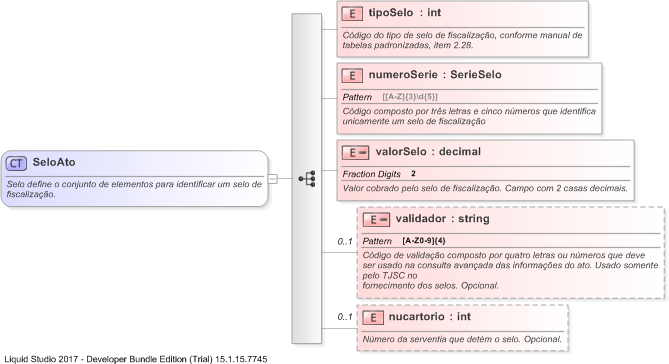 E tipoSelo : int
Código do tipo de selo de fiscalização, conforme manual de
tabelas padronizadas, item 2.28.
E numeroSerie : SerieSelo
Pattern [[A-Z]{3}\d{5}]
Código composto por três letras e cinco números que identifica
unicamente um selo de fiscalização
CT SeloAto
Selo define o conjunto de elementos para identificar um selo de
fiscalização.
E valorSelo : decimal
Fraction Digits 2
Valor cobrado pelo selo de fiscalização. Campo com 2 casas decimais.
0..1
E validador : string
Pattern [A-Z0-9]{4}
Código de validação composto por quatro letras ou números que deve
ser usado na consulta avançada das informações do ato. Usado somente
pelo TJSC no
fornecimento dos selos. Opcional.
0..1
E nucartorio : int
Número da serventia que detém o selo. Opcional.
Liquid Studio 2017 - Developer Bundle Edition (Trial) 15.1.15.7745